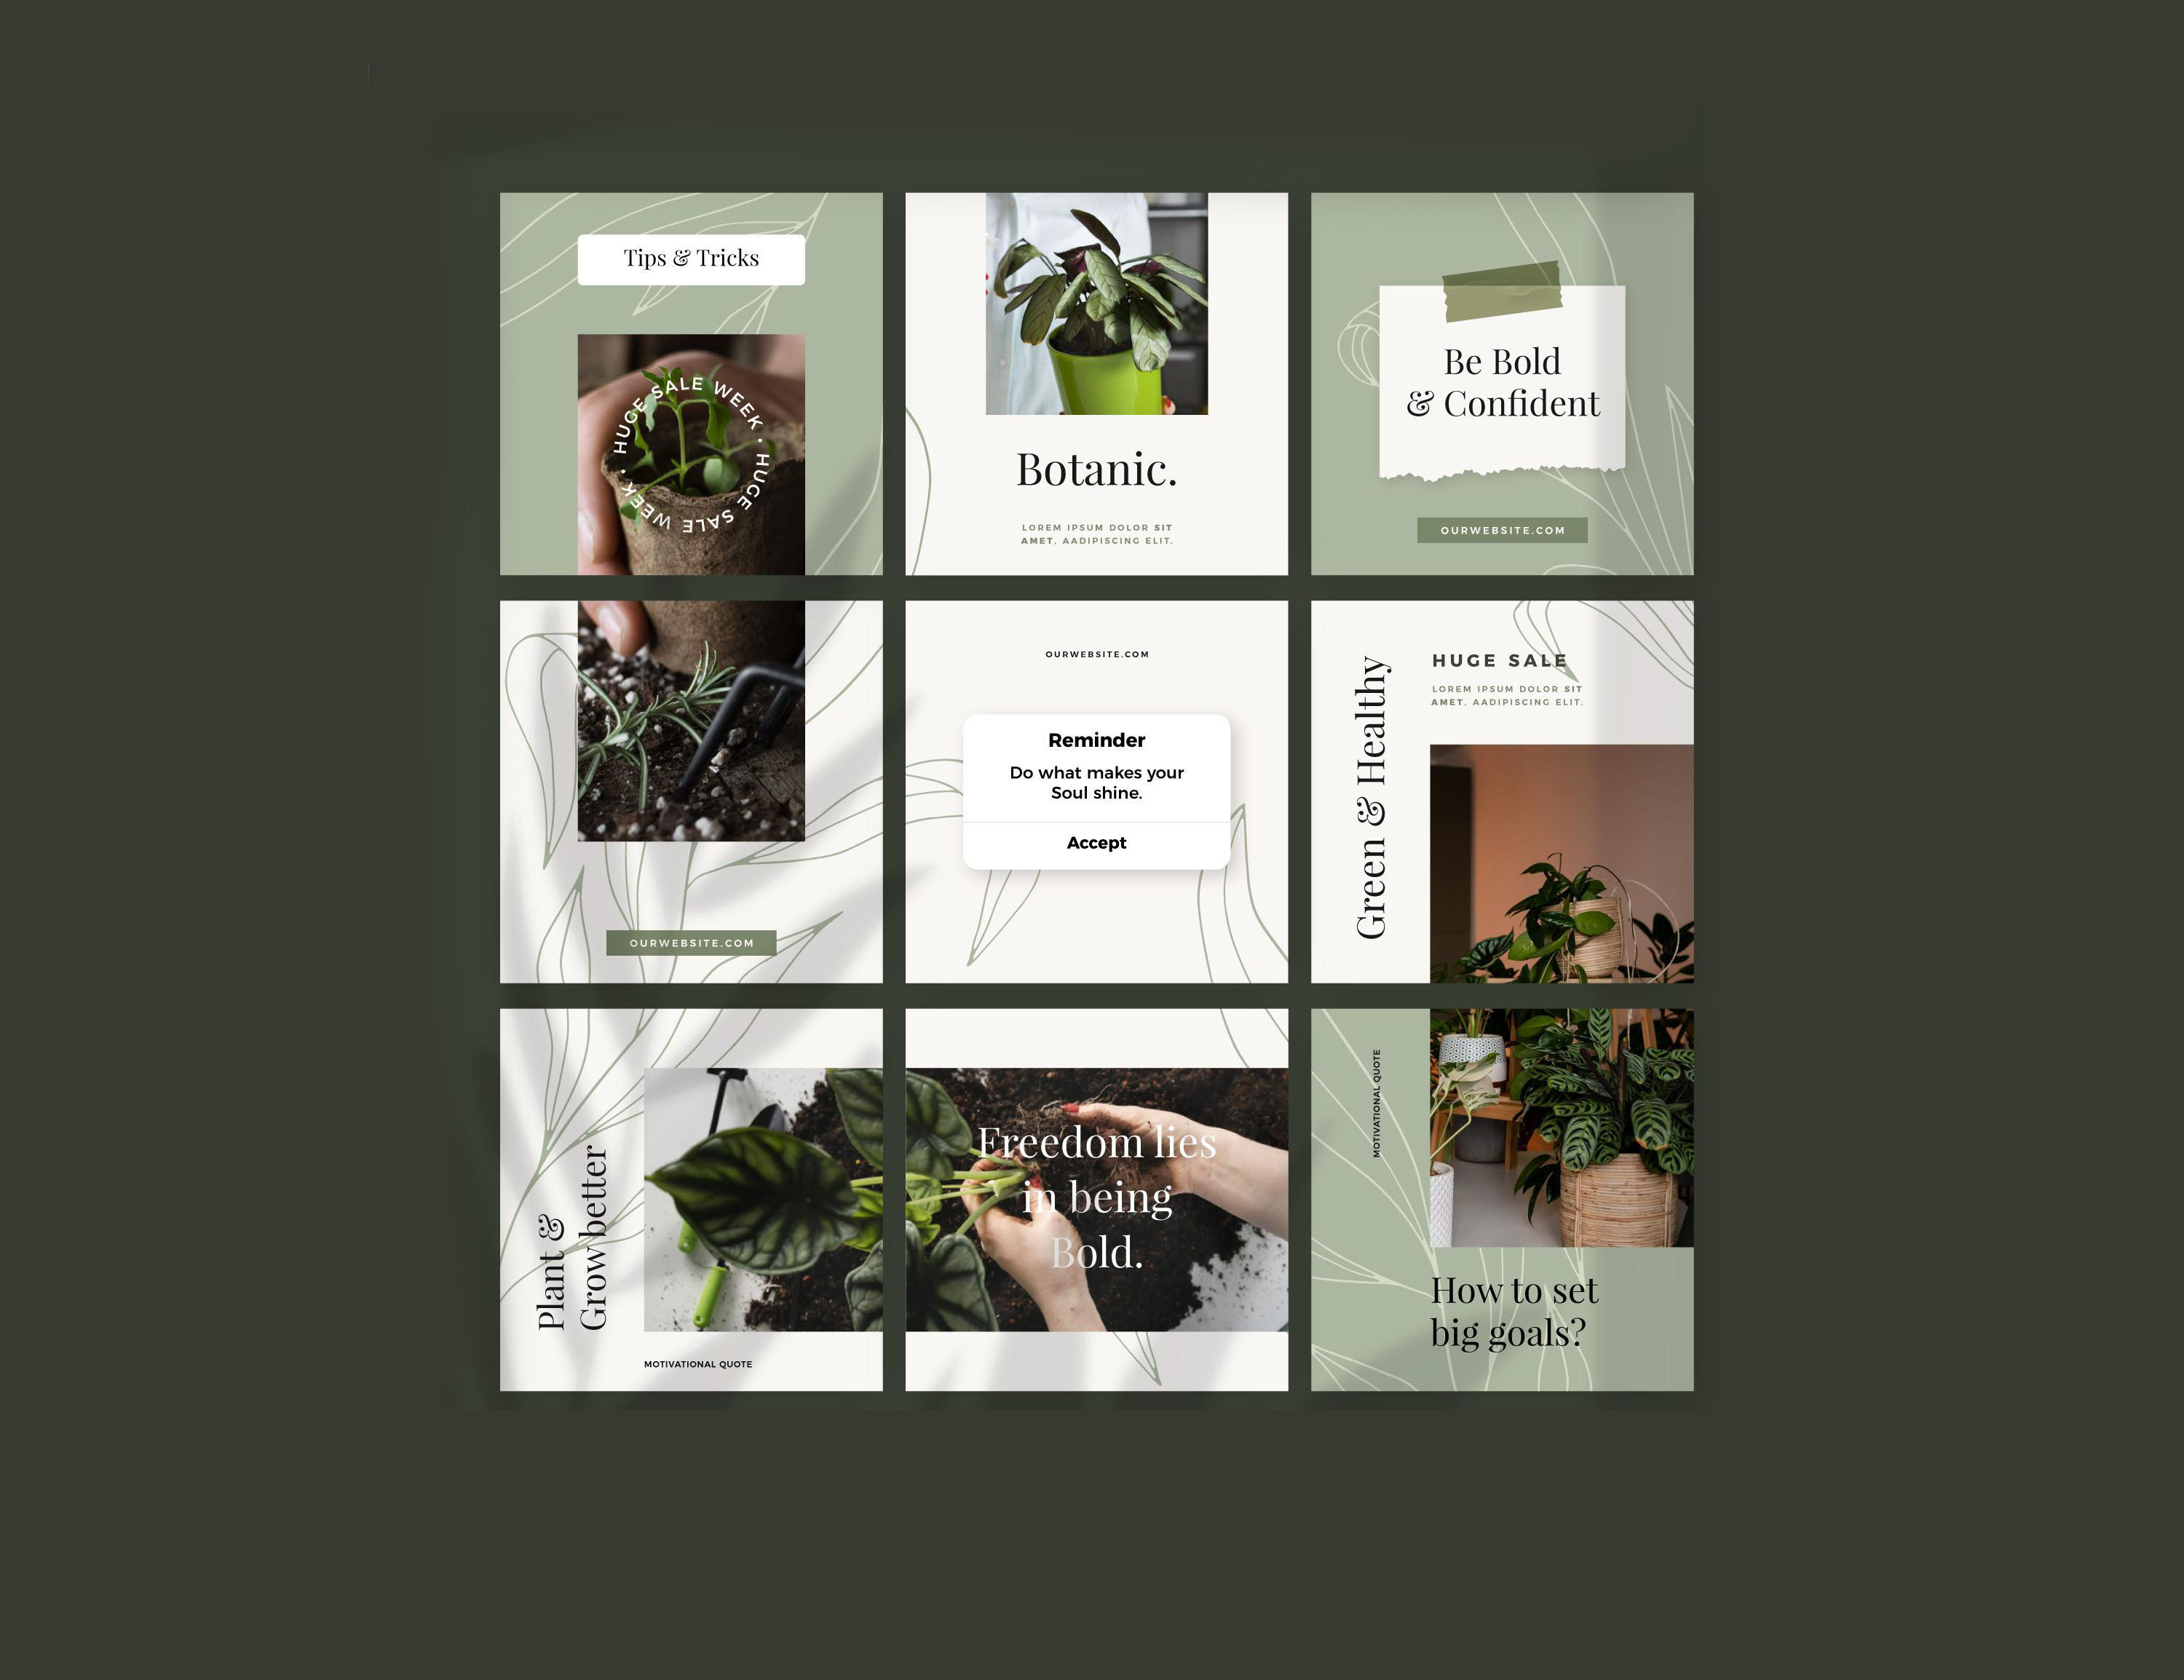 Tips & Tricks
HUGE SALE WEEK • HUGE SALE WEEK •
Botanic.
LOREM IPSUM DOLOR SIT
AMET, AADIPISCING ELIT.
Be Bold
& Confident
OURWEBSITE.COM
OURWEBSITE.COM
OURWEBSITE.COM
Reminder
Do what makes your
Soul shine.
Accept
Green & Healthy
HUGE SALE
LOREM IPSUM DOLOR SIT
AMET, AADIPISCING ELIT.
Plant &
Grow better
MOTIVATIONAL QUOTE
Freedom lies
in being
Bold.
MOTIVATIONAL QUOTE
How to set
big goals?